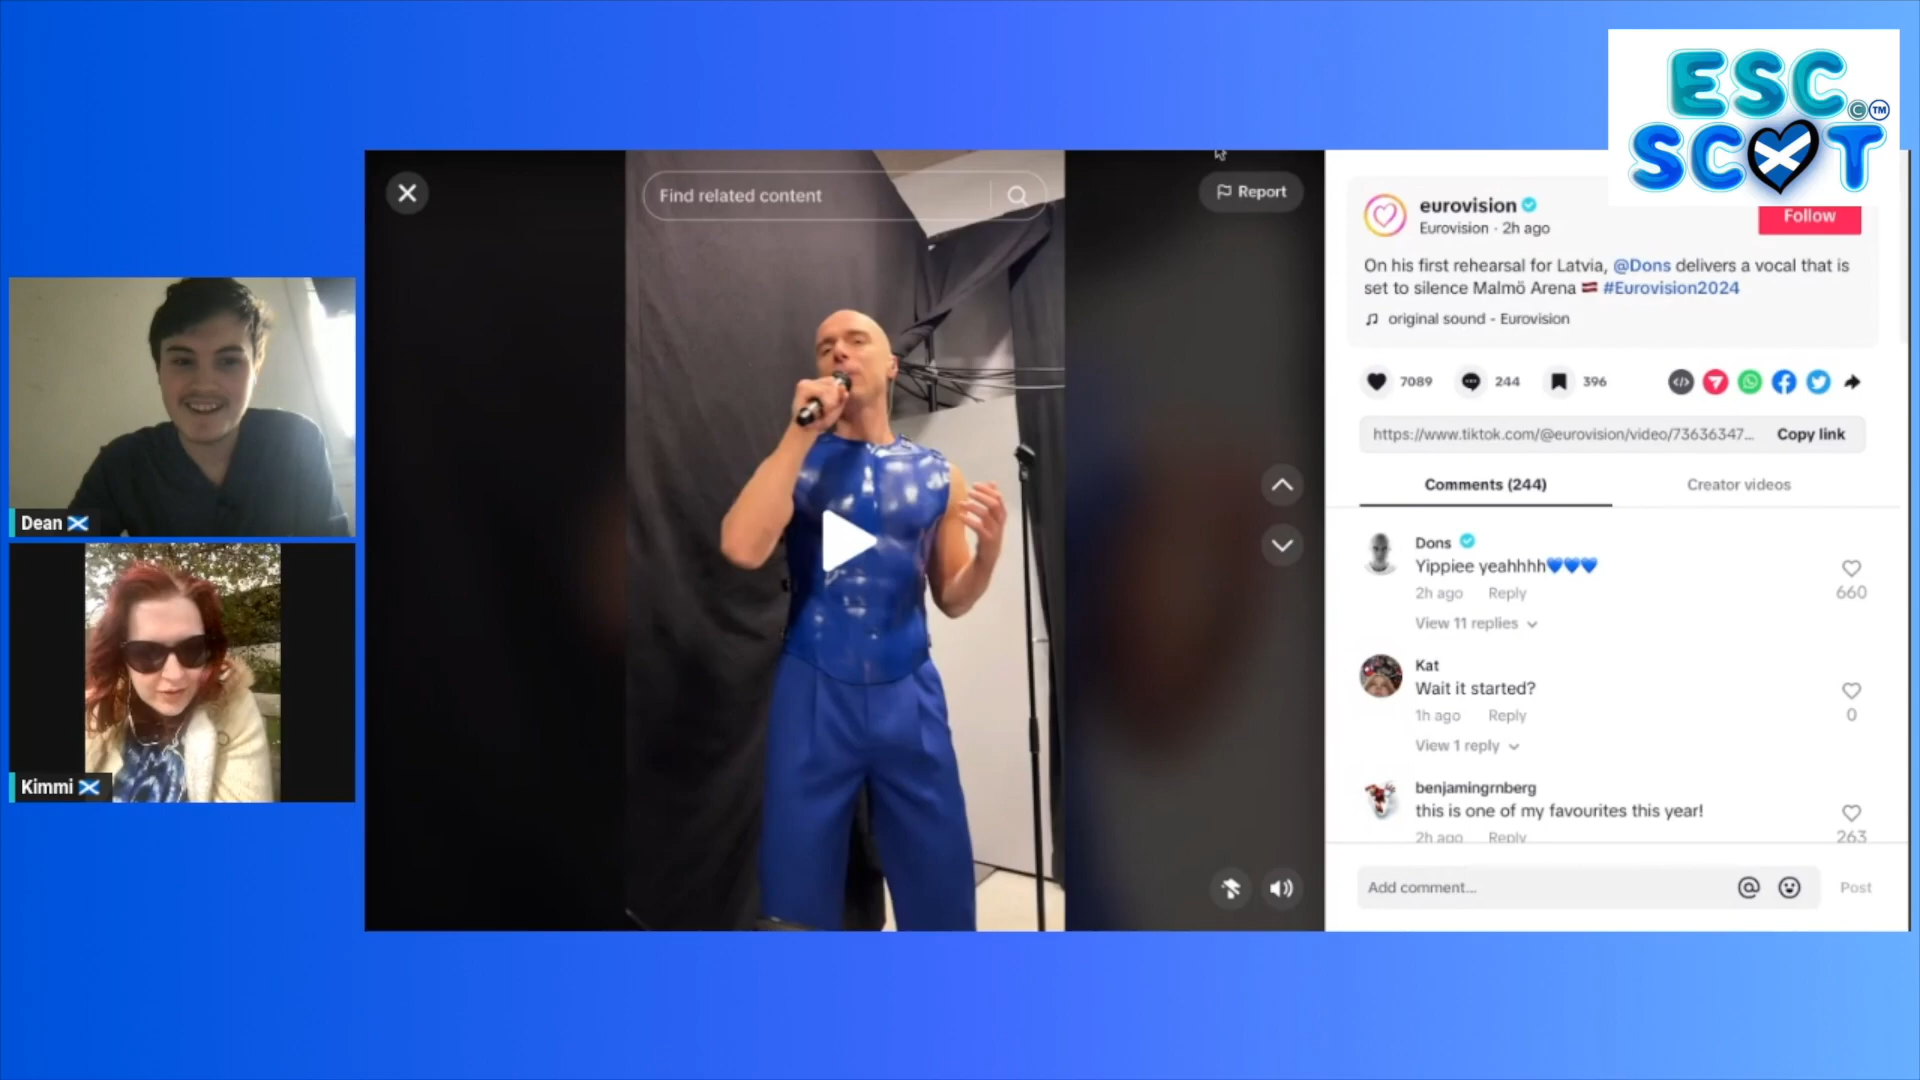 ESC
©™
SCOT
Find related content
Report
eurovision
Eurovision · 2h ago
Follow
On his first rehearsal for Latvia, @Dons delivers a vocal that is
set to silence Malmö Arena 🇱🇻 #Eurovision2024
original sound - Eurovision
7089
244
396
https://www.tiktok.com/@eurovision/video/73636347...
Copy link
Comments (244)
Creator videos
Dons
Yippiee yeahhhh💙💙💙
2h ago Reply
660
View 11 replies
Kat
Wait it started?
1h ago Reply
0
View 1 reply
benjamingrnberg
this is one of my favourites this year!
2h ago Reply
263
Add comment...
Post
Dean
Kimmi